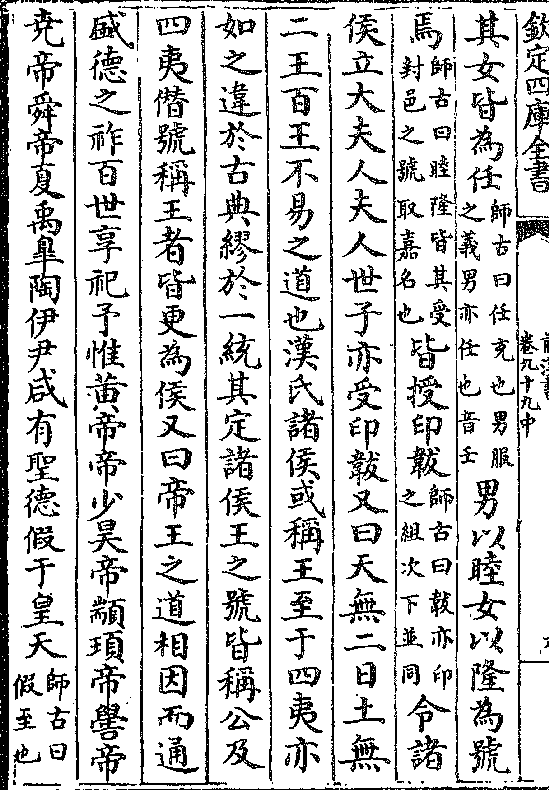 欽定四庫全書
卷九十九中
其女皆為任師古曰任充也男服之義男亦任也音壬男以睦女以隆為號
焉師古曰睦隆皆其受封邑之號取嘉名也皆授印韍師古曰韍亦印之組次下並同令諸
侯立大夫人夫人世子亦受印韍又曰天無二日土無
二王百王不易之道也漢氏諸侯或稱王至于四夷亦
如之違於古典繆於一統其定諸侯王之號皆稱公及
四夷僭號稱王者皆更為侯又曰帝王之道相因而通
盛德之祚百世享祀予惟黃帝帝少昊帝顓頊帝嚳帝
堯帝舜帝夏禹臯陶伊尹咸有聖德假于皇天師古曰假至也